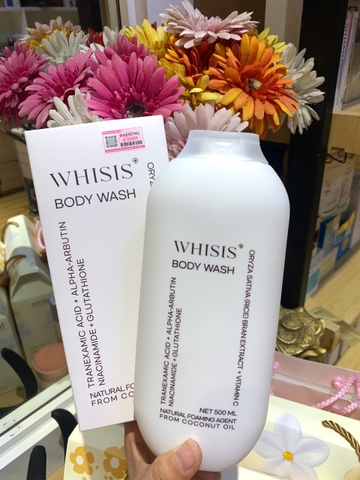 WHISIS
BODY WASH
TRANEXAMIC ACID + ALPHA-ARBUTIN
NIACINAMIDE + GLUTATHIONE
NATURAL FO
FROM COCO
WHISIS
BODY WASH
TRANEXAMIC ACID + ALPHA-ARBUTIN
NIACINAMIDE + GLUTATHIONE
ORYZA SATIVA (RICE) BRAN EXTRACT + VITAMIN C
NET 500 ML
NATURAL FOAMING AGENT
FROM COCONUT OIL